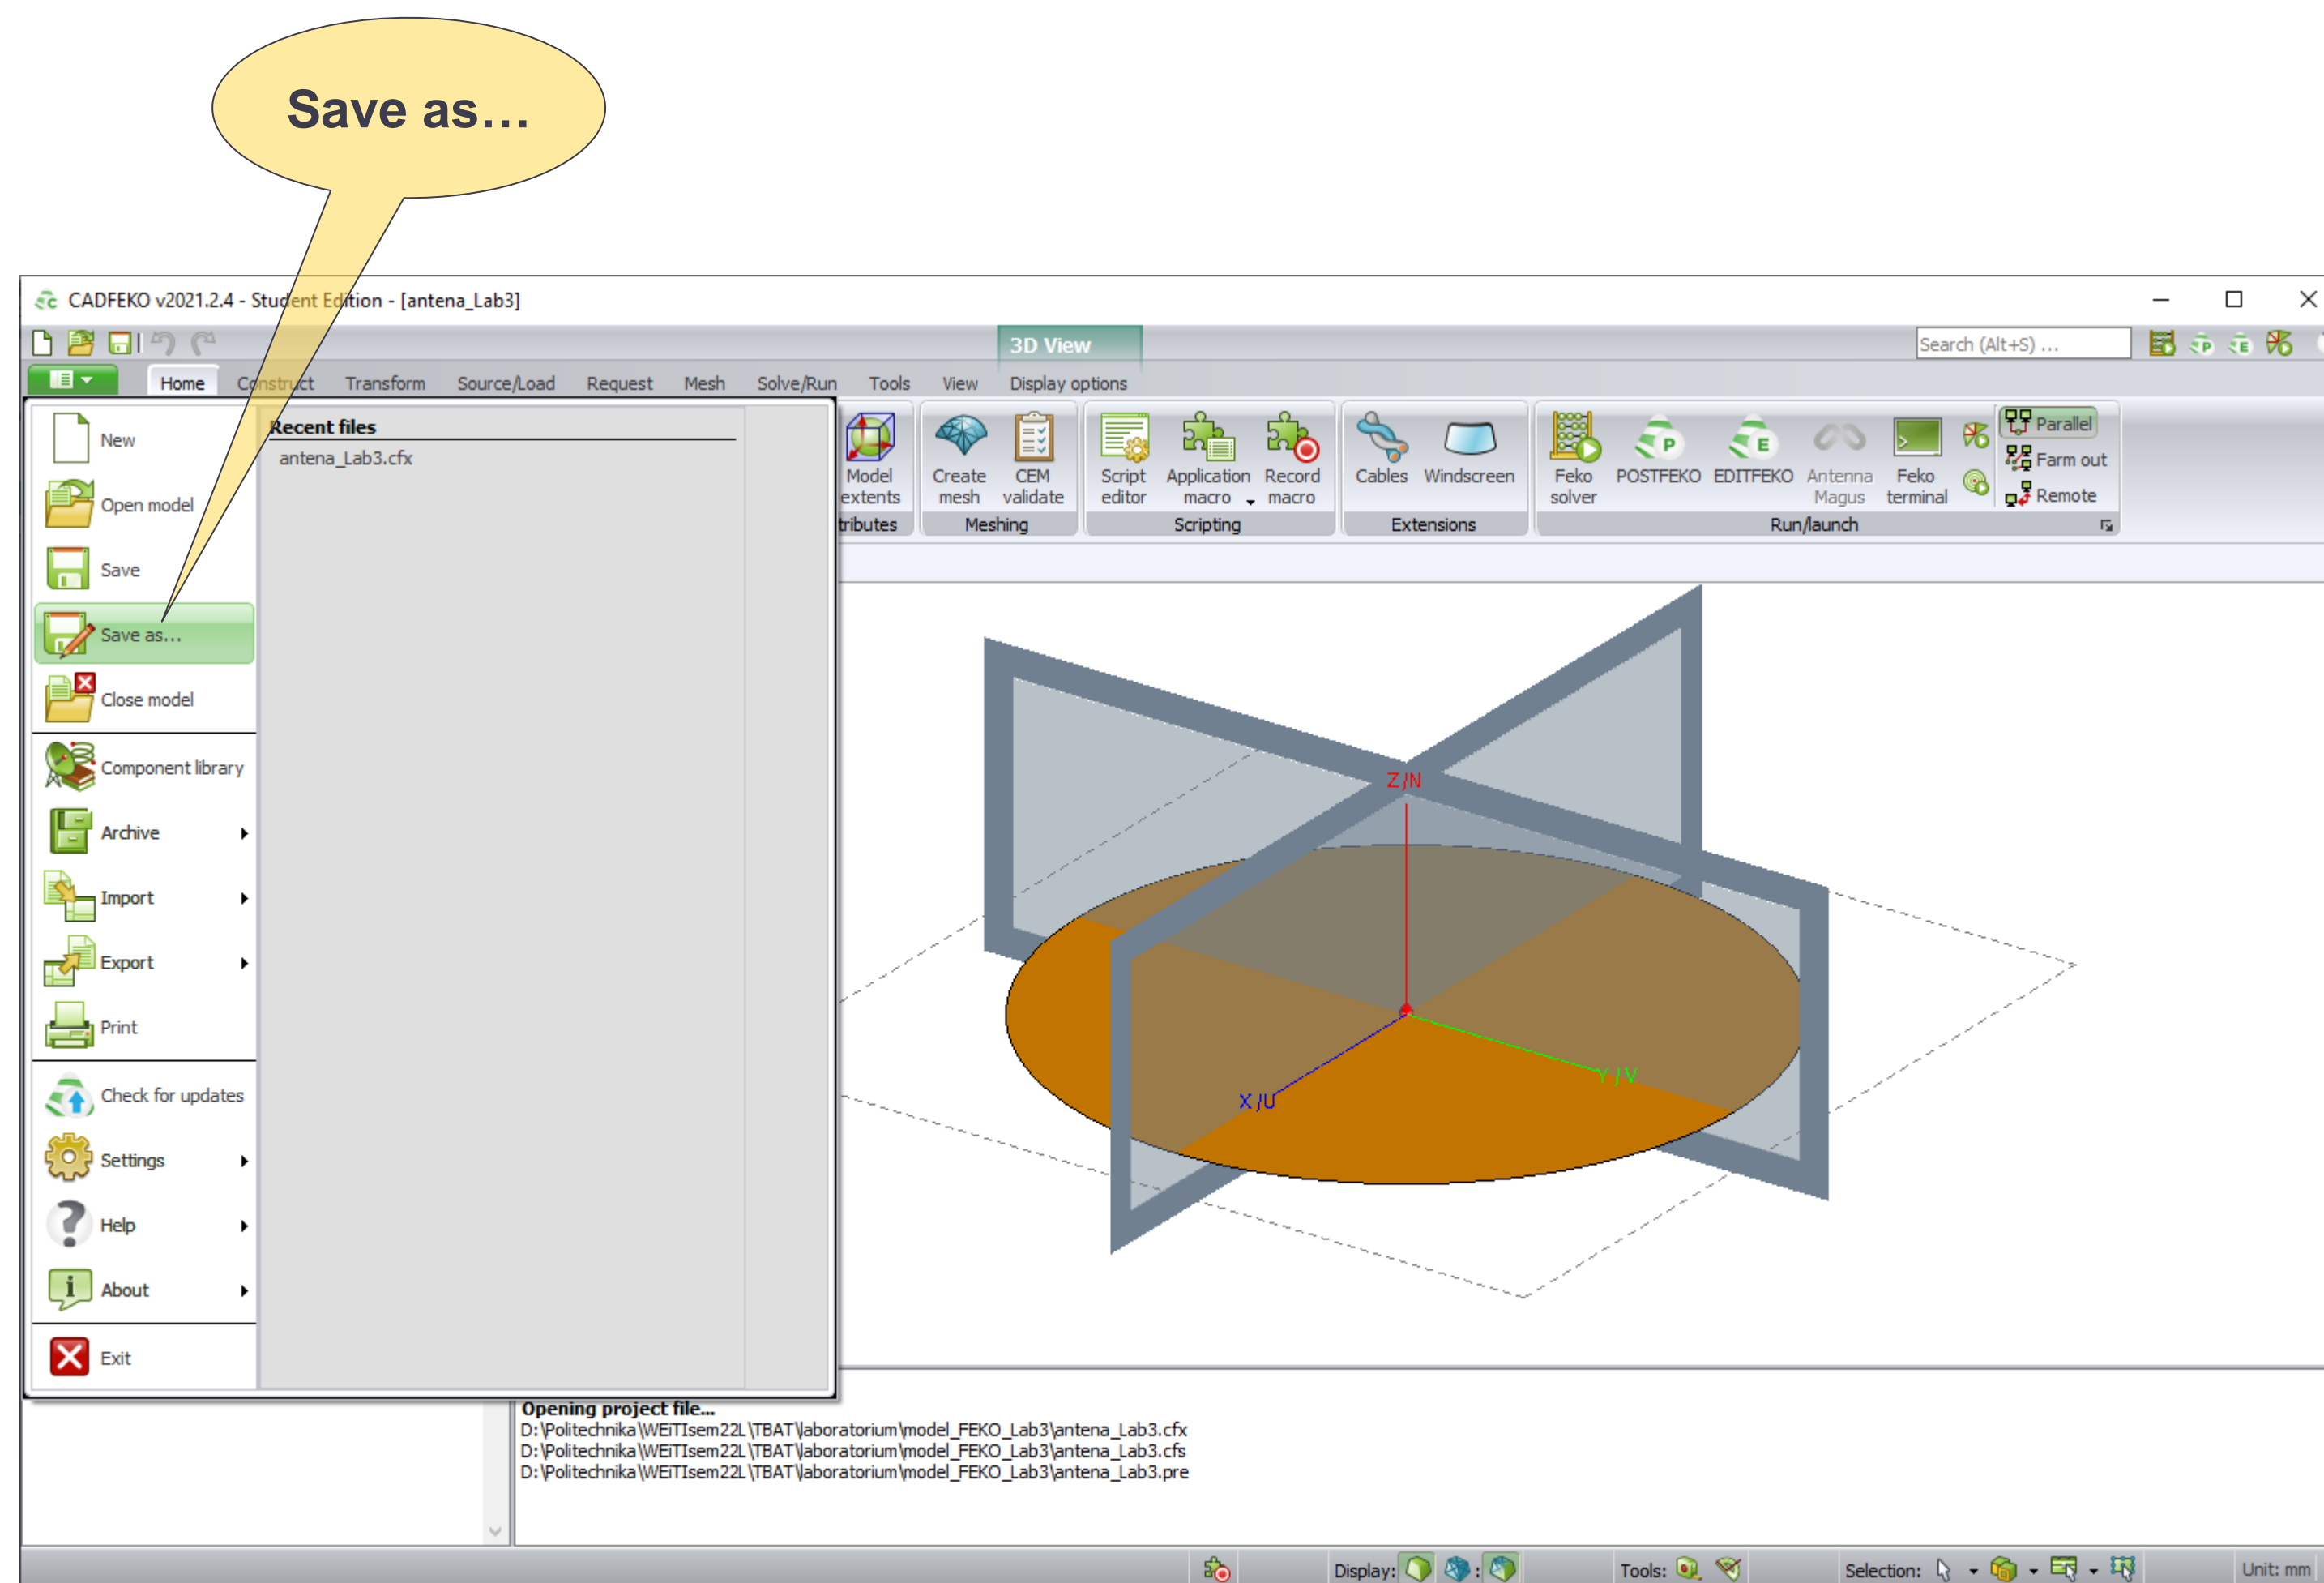 Save as...
CADFEKO v2021.2.4 - Student Edition - [antena_Lab3]
3D View
Search (Alt+S) ...
Home Construct Transform Source/Load Request Mesh Solve/Run Tools View Display options
New
Open model
Save
Save as...
Close model
Component library
Archive
Import
Export
Print
Check for updates
Settings
Help
About
Exit
Recent files
antena_Lab3.cfx
Model extents
Create mesh
CEM validate
Meshing
Script editor
Application macro
Record macro
Scripting
Cables
Windscreen
Extensions
Feko solver
POSTFEKO
EDITFEKO
Antenna Magus
Feko terminal
Parallel
Farm out
Remote
Run/launch
Z/N
X/U
Y/V
Opening project file...
D:\Politechnika\WEiTIsem22L\TBAT\laboratorium\model_FEKO_Lab3\antena_Lab3.cfx
D:\Politechnika\WEiTIsem22L\TBAT\laboratorium\model_FEKO_Lab3\antena_Lab3.cfs
D:\Politechnika\WEiTIsem22L\TBAT\laboratorium\model_FEKO_Lab3\antena_Lab3.pre
Display: Tools: Selection: Unit: mm